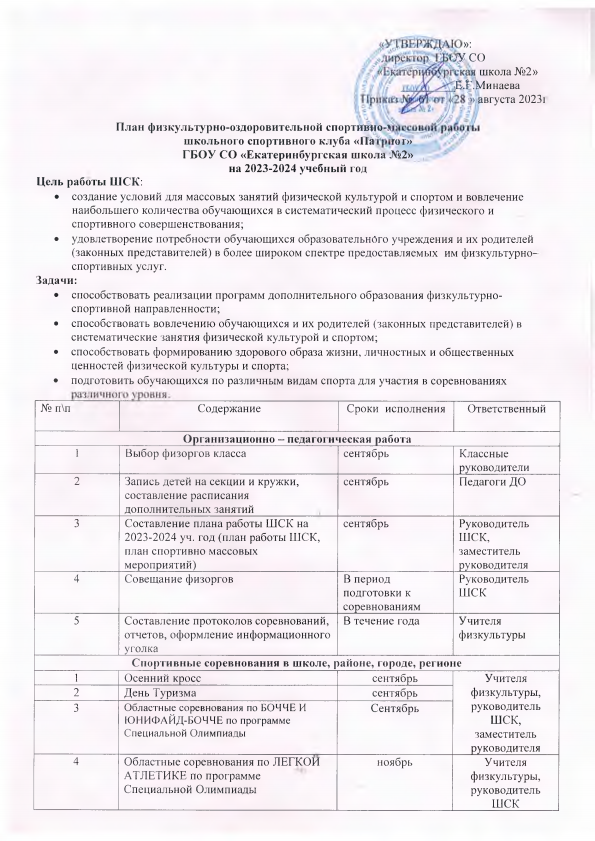 «УТВЕРЖДАЮ»:
директор ГБОУ СО
«Екатеринбургская школа №2»
Е.Г.Минаева
Приказ № 61 от «28 » августа 2023г
План физкультурно-оздоровительной спортивно-массовой работы
школьного спортивного клуба «Патриот»
ГБОУ СО «Екатеринбургская школа №2»
на 2023-2024 учебный год
Цель работы ШСК:
• создание условий для массовых занятий физической культурой и спортом и вовлечение
наибольшего количества обучающихся в систематический процесс физического и
спортивного совершенствования;
• удовлетворение потребности обучающихся образовательного учреждения и их родителей
(законных представителей) в более широком спектре предоставляемых им физкультурно-
спортивных услуг.
Задачи:
• способствовать реализации программ дополнительного образования физкультурно-
спортивной направленности;
• способствовать вовлечению обучающихся и их родителей (законных представителей) в
систематические занятия физической культурой и спортом;
• способствовать формированию здорового образа жизни, личностных и общественных
ценностей физической культуры и спорта;
• подготовить обучающихся по различным видам спорта для участия в соревнованиях
различного уровня.
№ п\п Содержание Сроки исполнения Ответственный
Организационно – педагогическая работа
1 Выбор физоргов класса сентябрь Классные
руководители
2 Запись детей на секции и кружки, сентябрь Педагоги ДО
составление расписания
дополнительных занятий
3 Составление плана работы ШСК на сентябрь Руководитель
2023-2024 уч. год (план работы ШСК, ШСК,
план спортивно массовых заместитель
мероприятий) руководителя
4 Совещание физоргов В период Руководитель
подготовки к ШСК
соревнованиям
5 Составление протоколов соревнований, В течение года Учителя
отчетов, оформление информационного физкультуры
уголка
Спортивные соревнования в школе, районе, городе, регионе
1 Осенний кросс сентябрь Учителя
2 День Туризма сентябрь физкультуры,
3 Областные соревнования по БОЧЧЕ И Сентябрь руководитель
ЮНИФАЙД-БОЧЧЕ по программе ШСК,
Специальной Олимпиады заместитель
руководителя
4 Областные соревнования по ЛЕГКОЙ ноябрь Учителя
АТЛЕТИКЕ по программе физкультуры,
Специальной Олимпиады руководитель
ШСК